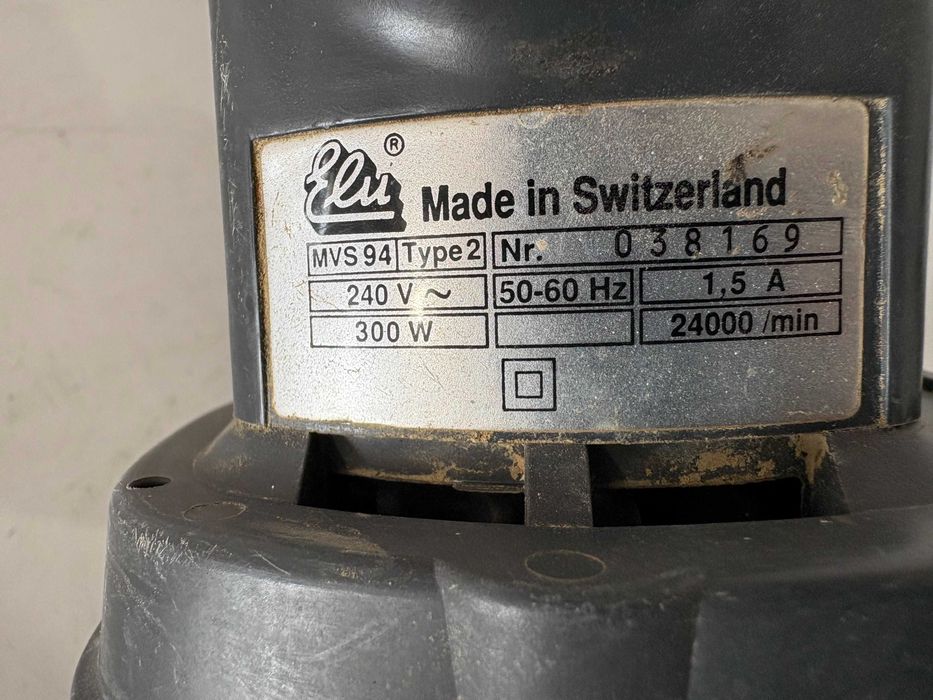 Elu®
Made in Switzerland
MVS 94 Type 2 Nr. 038169
240 V ~ 50-60 Hz 1,5 A
300 W 24000 /min